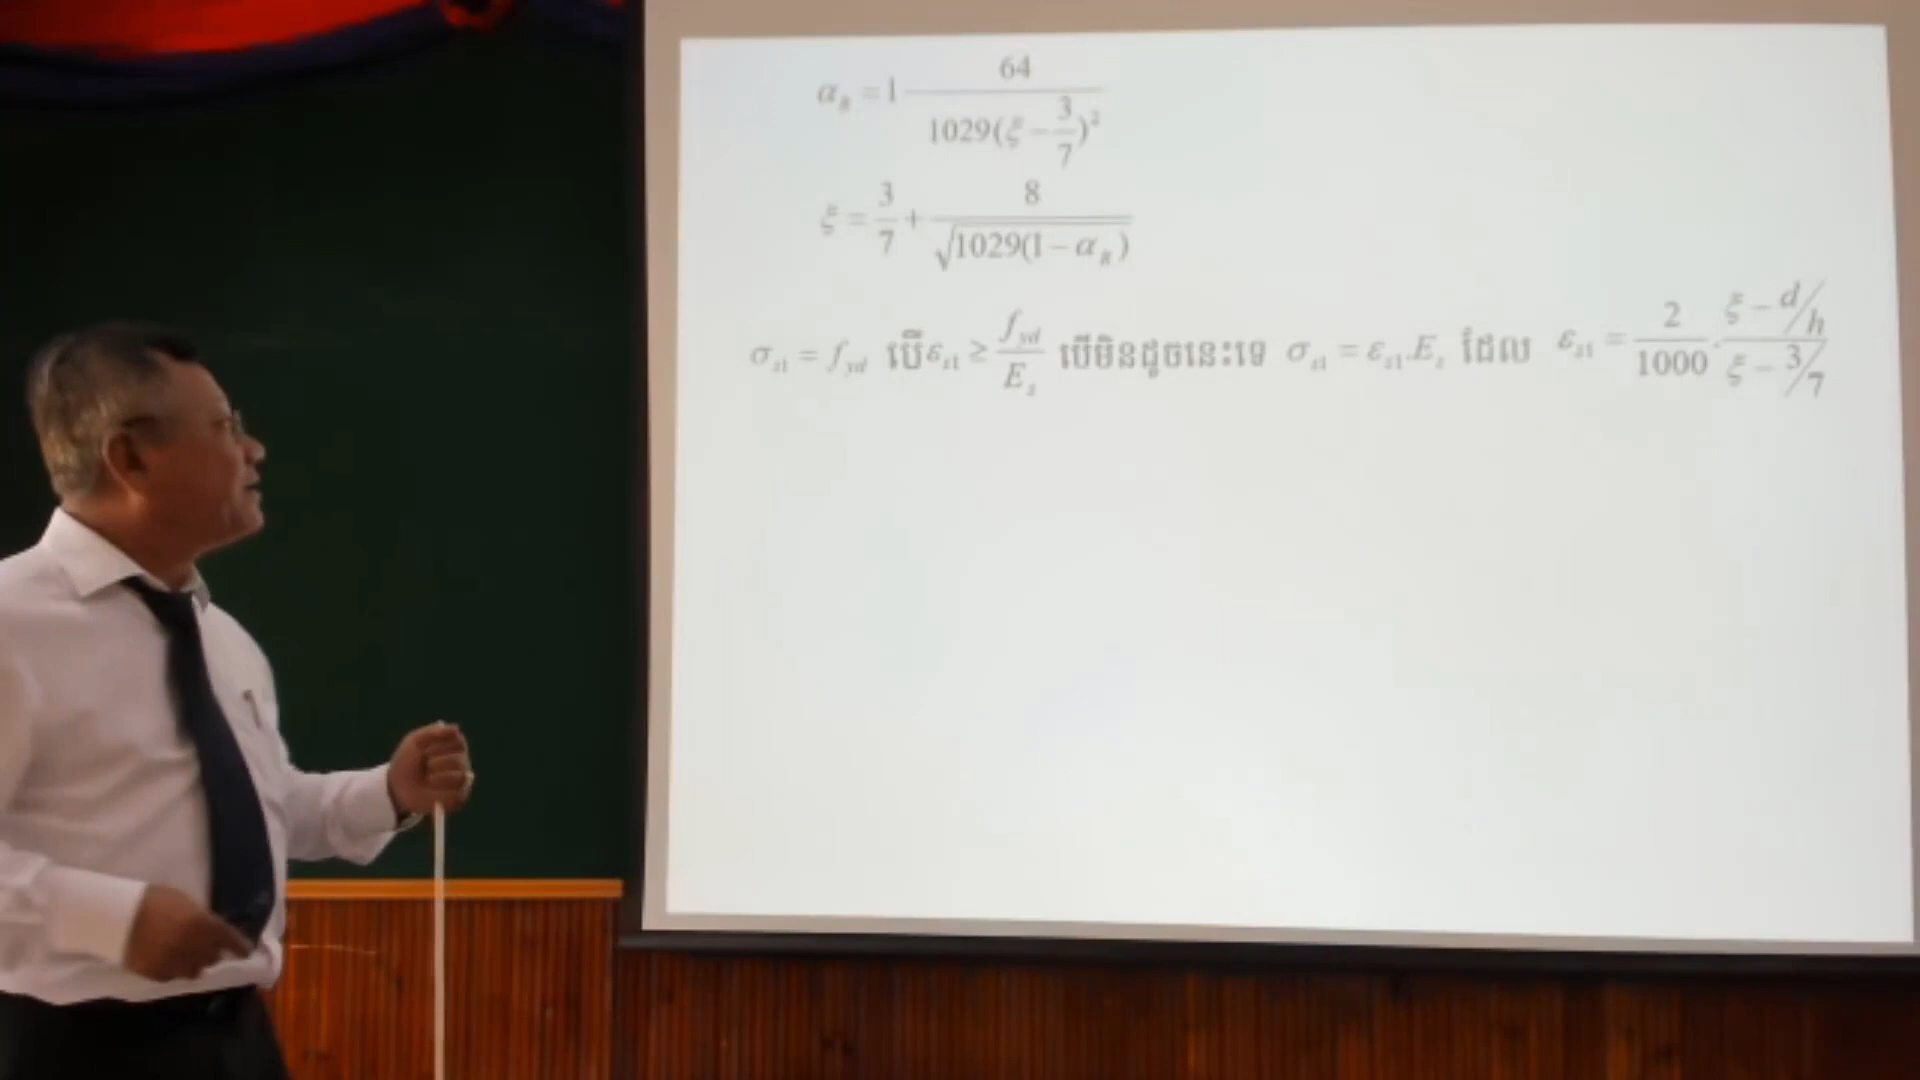 α_R = 1 64/(1029(ξ − 3/7)²)
ξ = 3/7 + 8/√(1029(1 − α_R))
σ_s1 = f_yd បើ ε_s1 ≥ f_yd/E_s បើមិនដូចនេះទេ σ_s1 = ε_s1.E_s ដែល ε_s1 = 2/1000 . (ξ − d/h)/(ξ − 3/7)